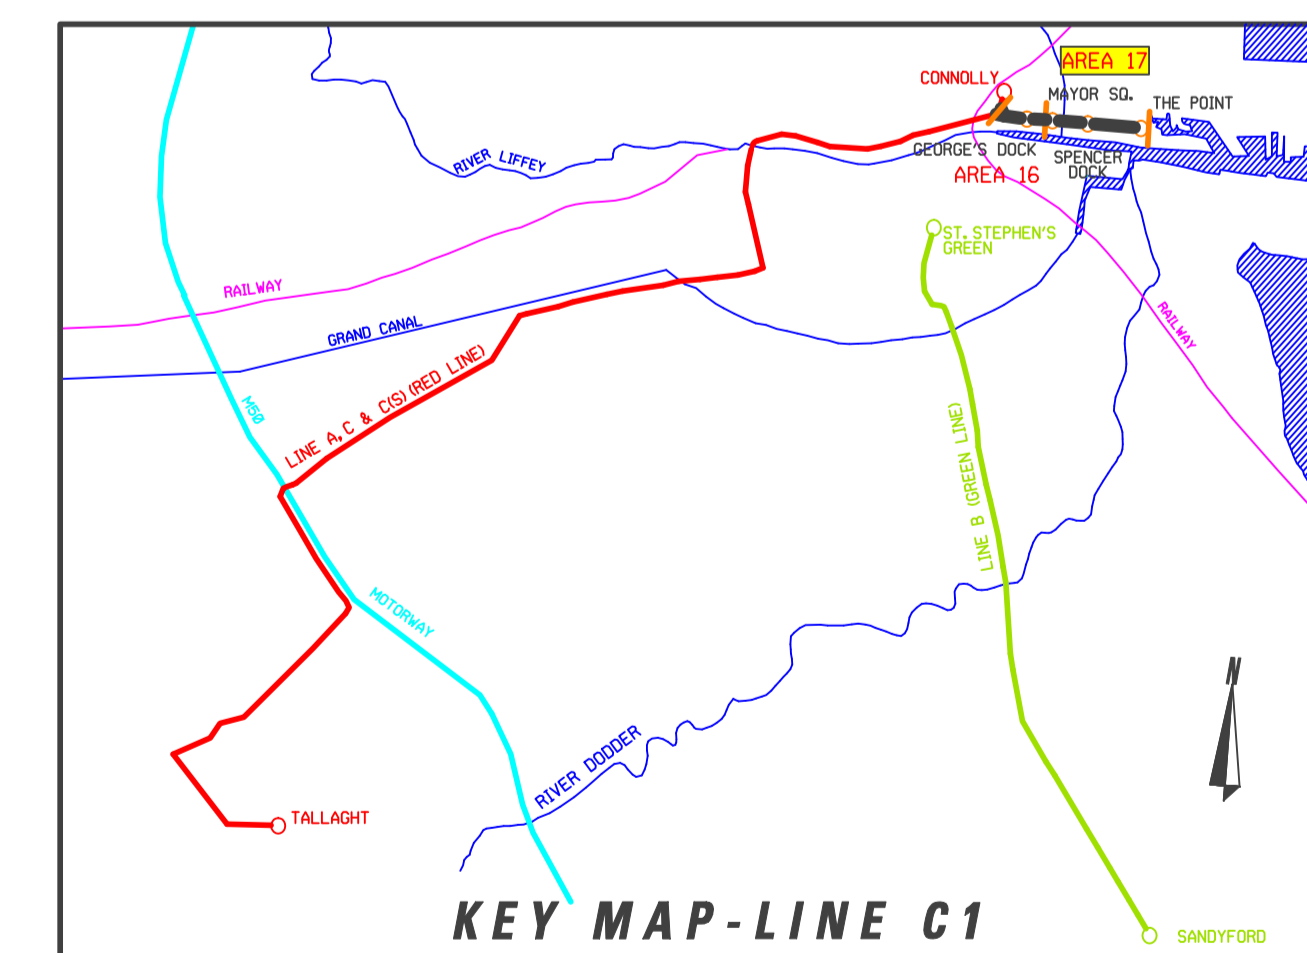 AREA 17
CONNOLLY
MAYOR SQ.
THE POINT
GEORGE'S DOCK
SPENCER
DOCK
AREA 16
RIVER LIFFEY
ST. STEPHEN'S
GREEN
RAILWAY
GRAND CANAL
RAILWAY
LINE A,C & C(S) (RED LINE)
M50
LINE B (GREEN LINE)
MOTORWAY
N
RIVER DODDER
TALLAGHT
KEY MAP-LINE C1
SANDYFORD